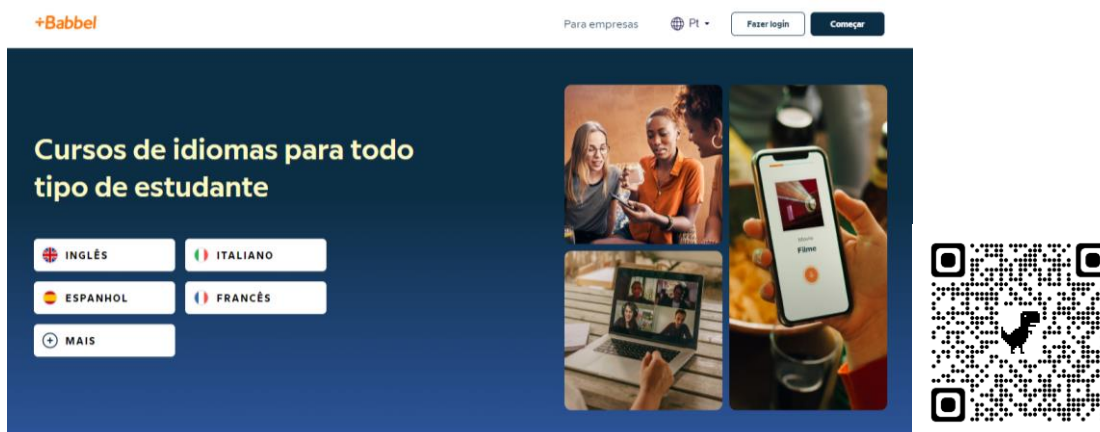 +Babbel
Para empresas
Pt
Fazer login
Começar
Cursos de idiomas para todo
tipo de estudante
INGLÊS
ITALIANO
ESPANHOL
FRANCÊS
MAIS
Filme